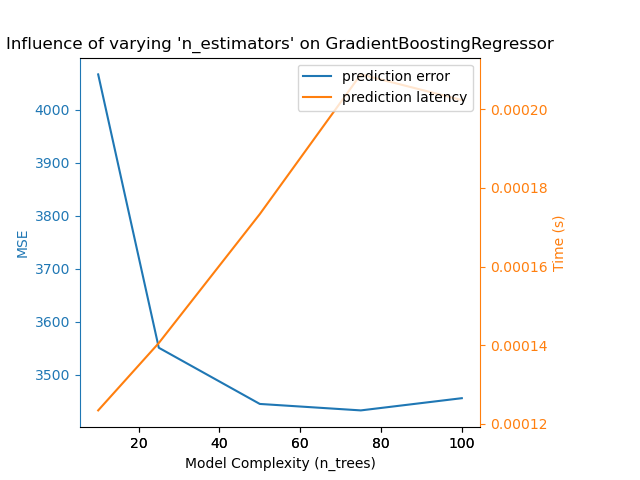 Influence of varying 'n_estimators' on GradientBoostingRegressor
prediction error
prediction latency
4000
3900
3800
3700
3600
3500
MSE
0.00020
0.00018
0.00016
0.00014
0.00012
Time (s)
20 40 60 80 100
Model Complexity (n_trees)